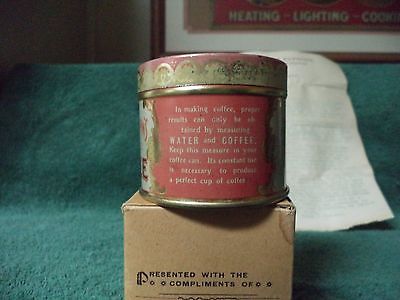 HEATING - LIGHTING - COOKI
In making coffee, proper
results can only be ob-
tained by measuring
WATER and COFFEE.
Keep this measure in your
coffee can. Its constant use
is necessary to produce
a perfect cup of coffee.
E
PRESENTED WITH THE
COMPLIMENTS OF